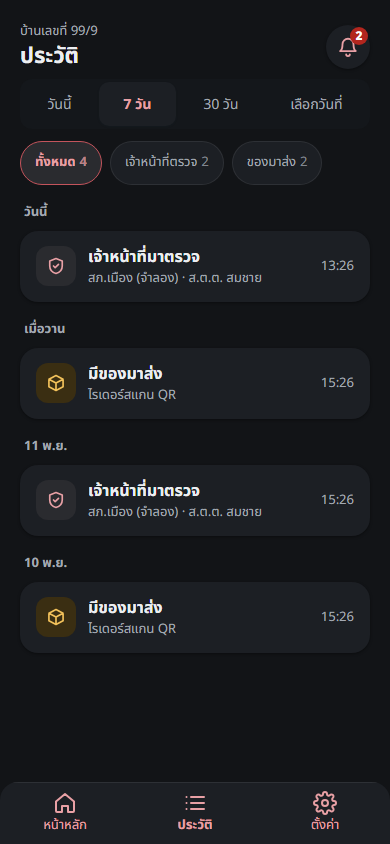 บ้านเลขที่ 99/9
ประวัติ
2
วันนี้
7 วัน
30 วัน
เลือกวันที่
ทั้งหมด 4
เจ้าหน้าที่ตรวจ 2
ของมาส่ง 2
วันนี้
เจ้าหน้าที่มาตรวจ
สภ.เมือง (จำลอง) · ส.ต.ต. สมชาย
13:26
เมื่อวาน
มีของมาส่ง
ไรเดอร์สแกน QR
15:26
11 พ.ย.
เจ้าหน้าที่มาตรวจ
สภ.เมือง (จำลอง) · ส.ต.ต. สมชาย
15:26
10 พ.ย.
มีของมาส่ง
ไรเดอร์สแกน QR
15:26
หน้าหลัก
ประวัติ
ตั้งค่า